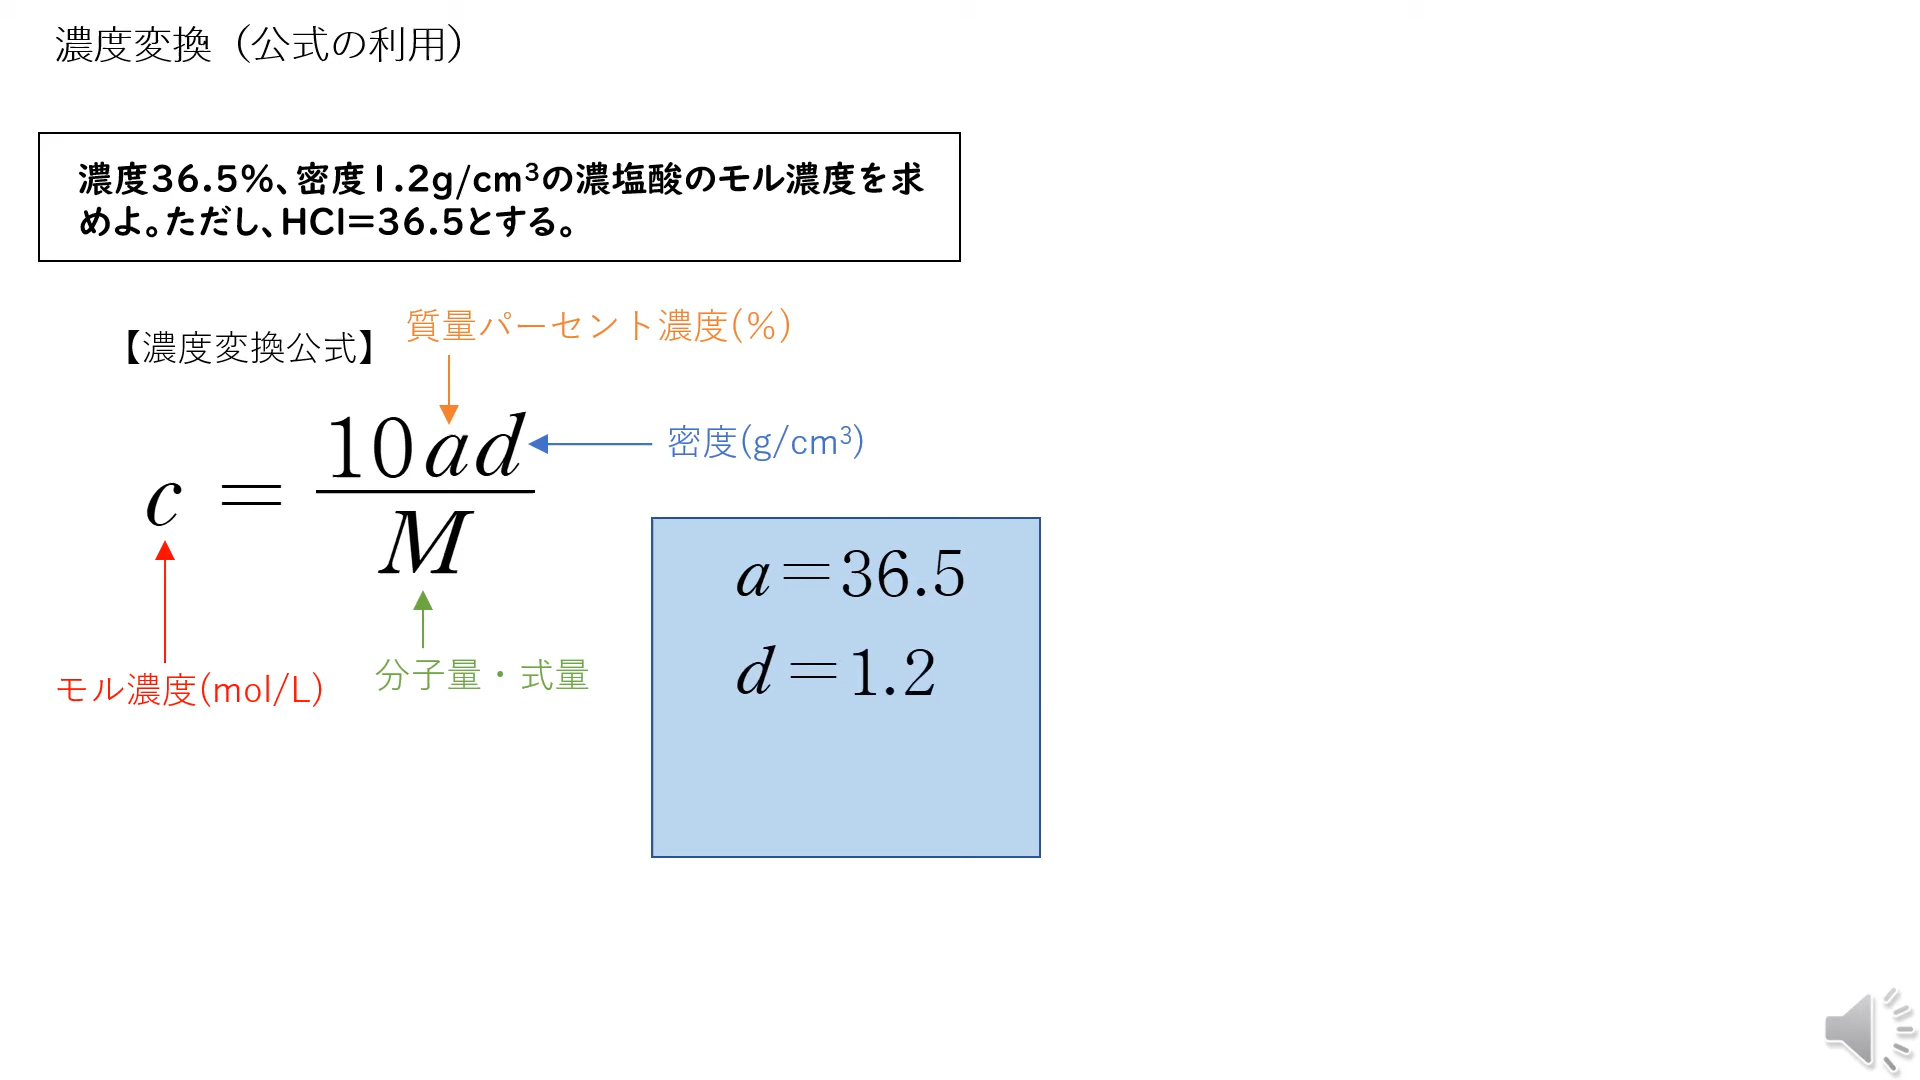 濃度変換（公式の利用）
濃度36.5%、密度1.2g/cm³の濃塩酸のモル濃度を求
めよ。ただし、HCl=36.5とする。
【濃度変換公式】
質量パーセント濃度(%)
c = 10ad / M
密度(g/cm³)
モル濃度(mol/L)
分子量・式量
a=36.5
d=1.2